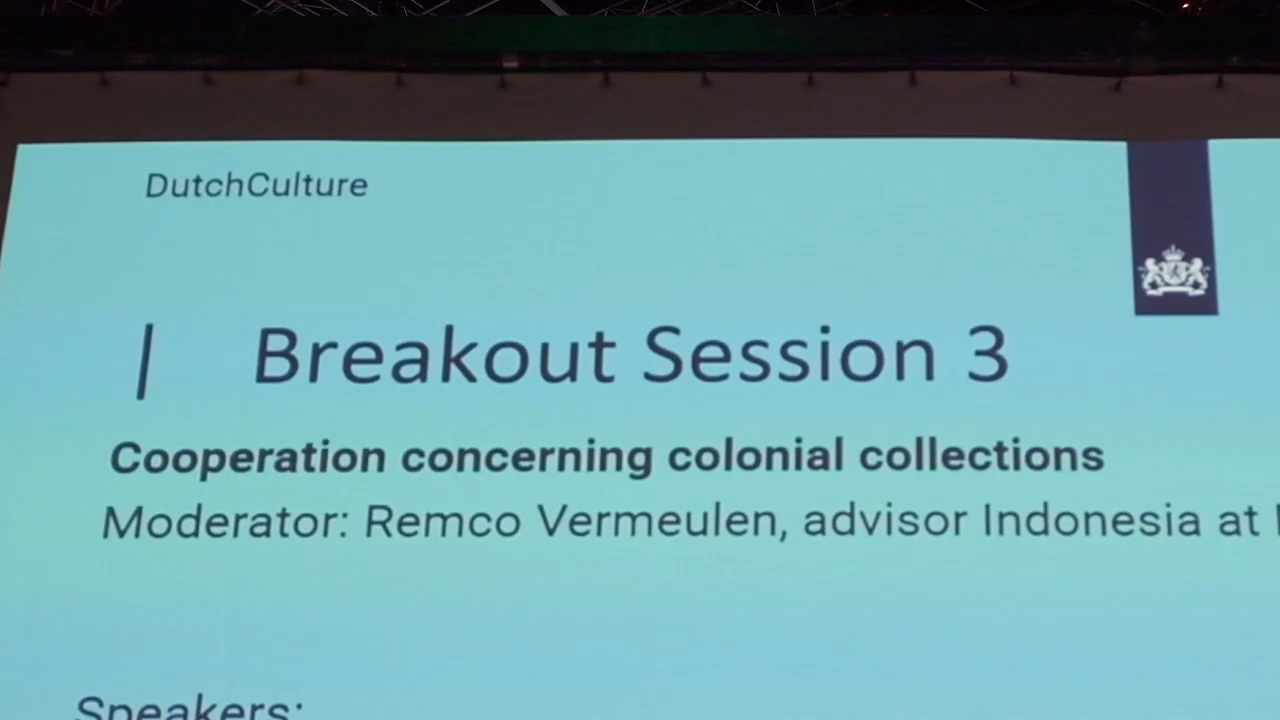 DutchCulture
| Breakout Session 3
Cooperation concerning colonial collections
Moderator: Remco Vermeulen, advisor Indonesia at
Speakers: